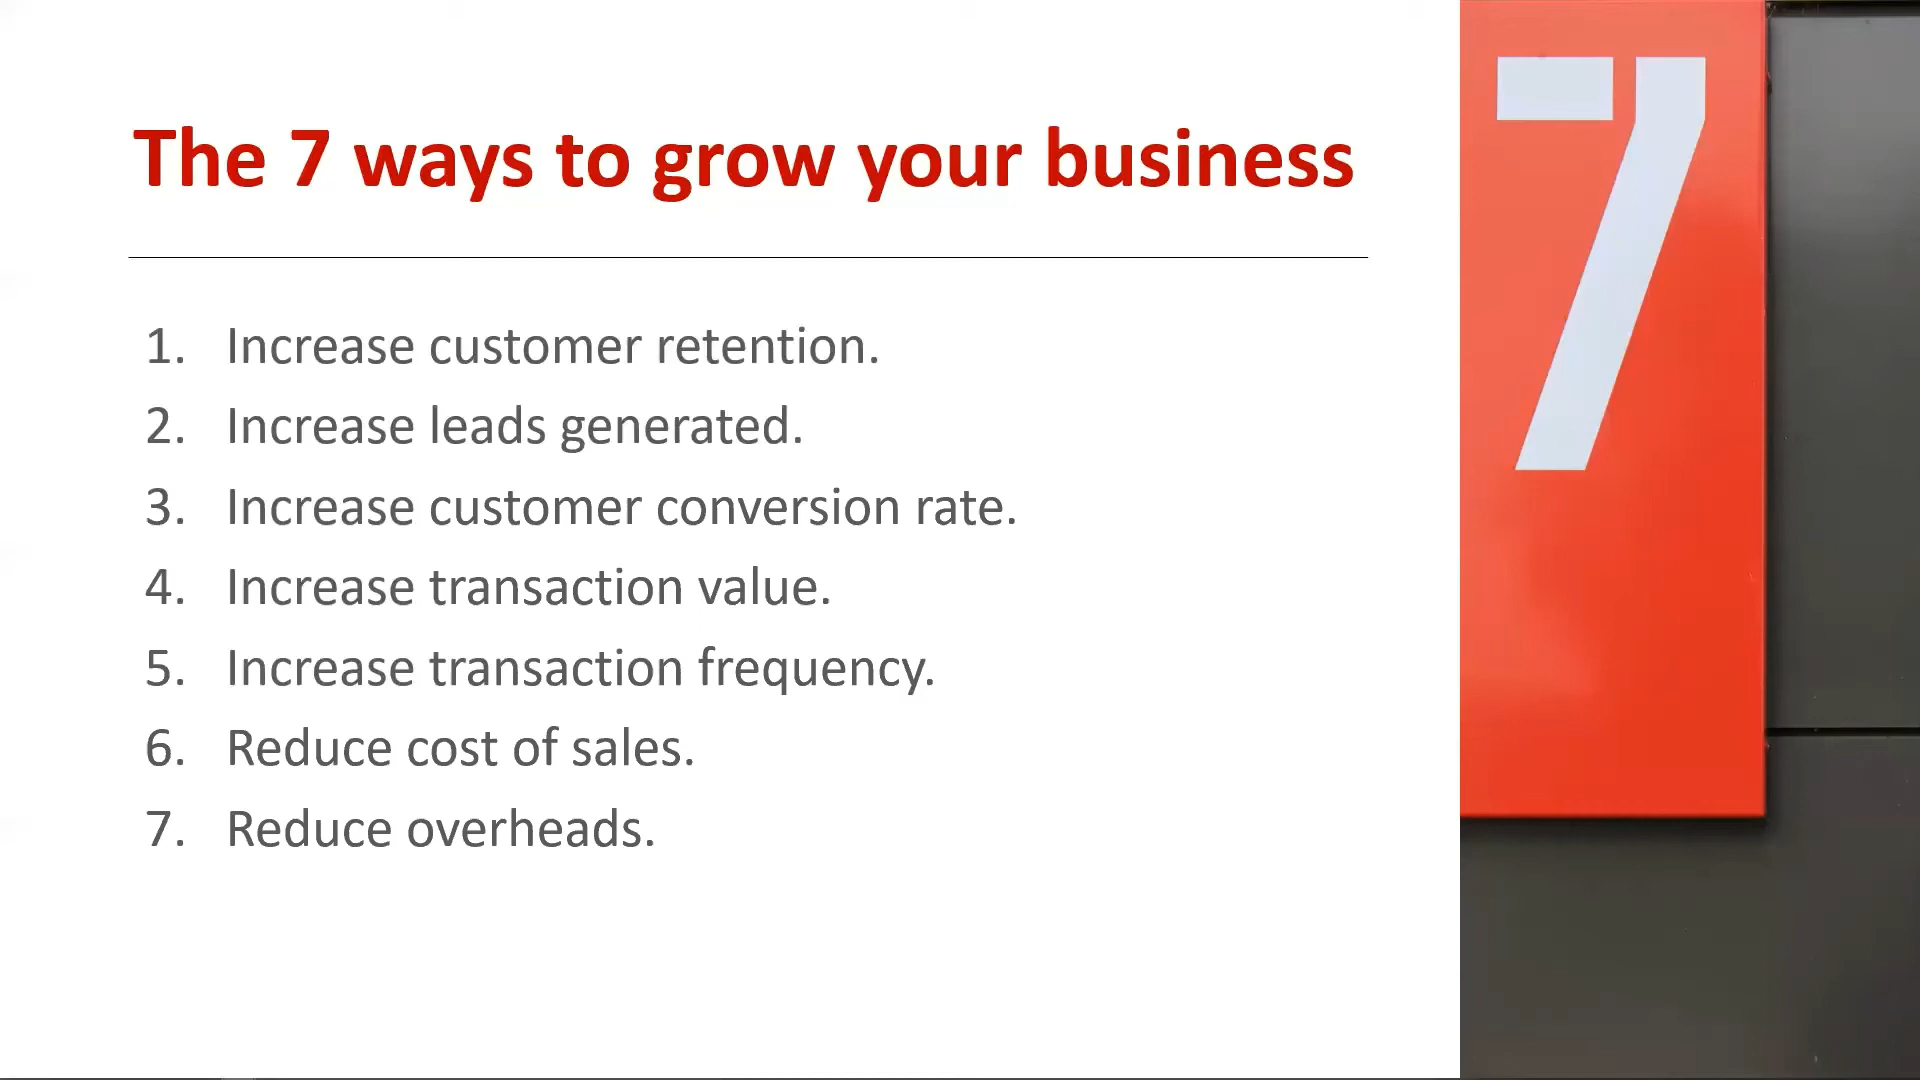 The 7 ways to grow your business
1. Increase customer retention.
2. Increase leads generated.
3. Increase customer conversion rate.
4. Increase transaction value.
5. Increase transaction frequency.
6. Reduce cost of sales.
7. Reduce overheads.
7